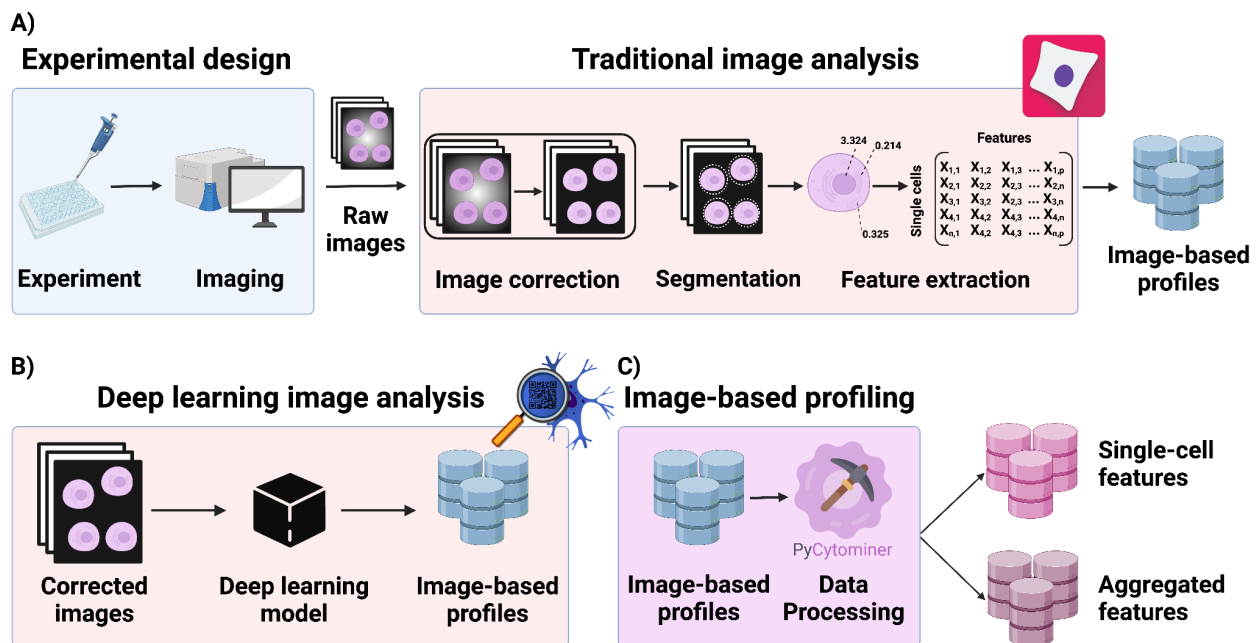 A)
Experimental design
Traditional image analysis
Experiment
Imaging
Raw
images
Image correction
Segmentation
3.324
0.214
0.325
Single cells
Features
X1,1 X1,2 X1,3 ... X1,p
X2,1 X2,2 X2,3 ... X2,n
X3,1 X3,2 X2,3 ... X3,n
X4,1 X4,2 X4,3 ... X4,n
Xn,1 X4,2 X4,3 ... Xn,p
Feature extraction
Image-based
profiles
B)
Deep learning image analysis
Corrected
images
Deep learning
model
Image-based
profiles
C)
Image-based profiling
Image-based
profiles
PyCytominer
Data
Processing
Single-cell
features
Aggregated
features